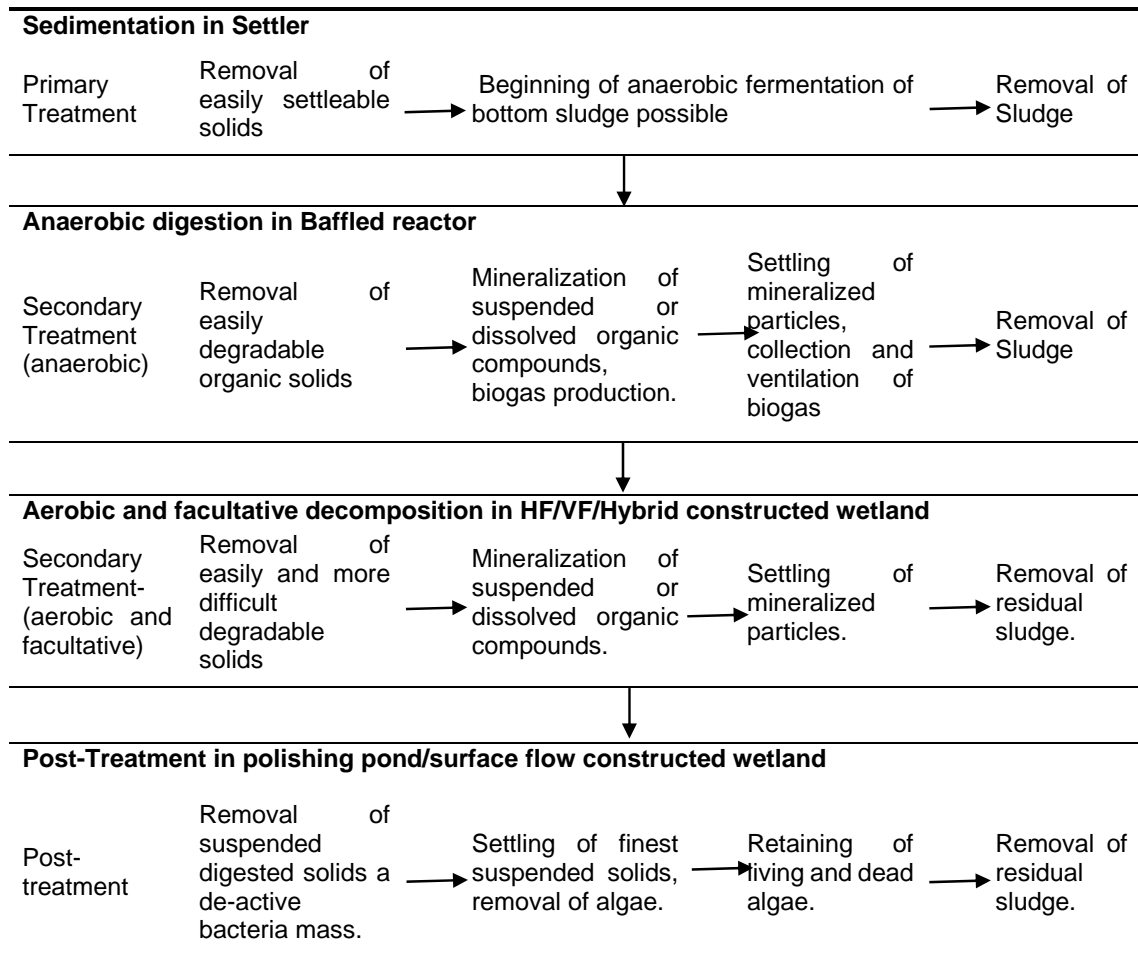 Sedimentation in Settler
Primary
Treatment
Removal of
easily settleable
solids
Beginning of anaerobic fermentation of
bottom sludge possible
Removal of
Sludge
Anaerobic digestion in Baffled reactor
Secondary
Treatment
(anaerobic)
Removal of
easily
degradable
organic solids
Mineralization of
suspended or
dissolved organic
compounds,
biogas production.
Settling of
mineralized
particles,
collection and
ventilation of
biogas
Removal of
Sludge
Aerobic and facultative decomposition in HF/VF/Hybrid constructed wetland
Secondary
Treatment-
(aerobic and
facultative)
Removal of
easily and more
difficult
degradable
solids
Mineralization of
suspended or
dissolved organic
compounds.
Settling of
mineralized
particles.
Removal of
residual
sludge.
Post-Treatment in polishing pond/surface flow constructed wetland
Post-
treatment
Removal of
suspended
digested solids a
de-active
bacteria mass.
Settling of finest
suspended solids,
removal of algae.
Retaining of
living and dead
algae.
Removal of
residual
sludge.